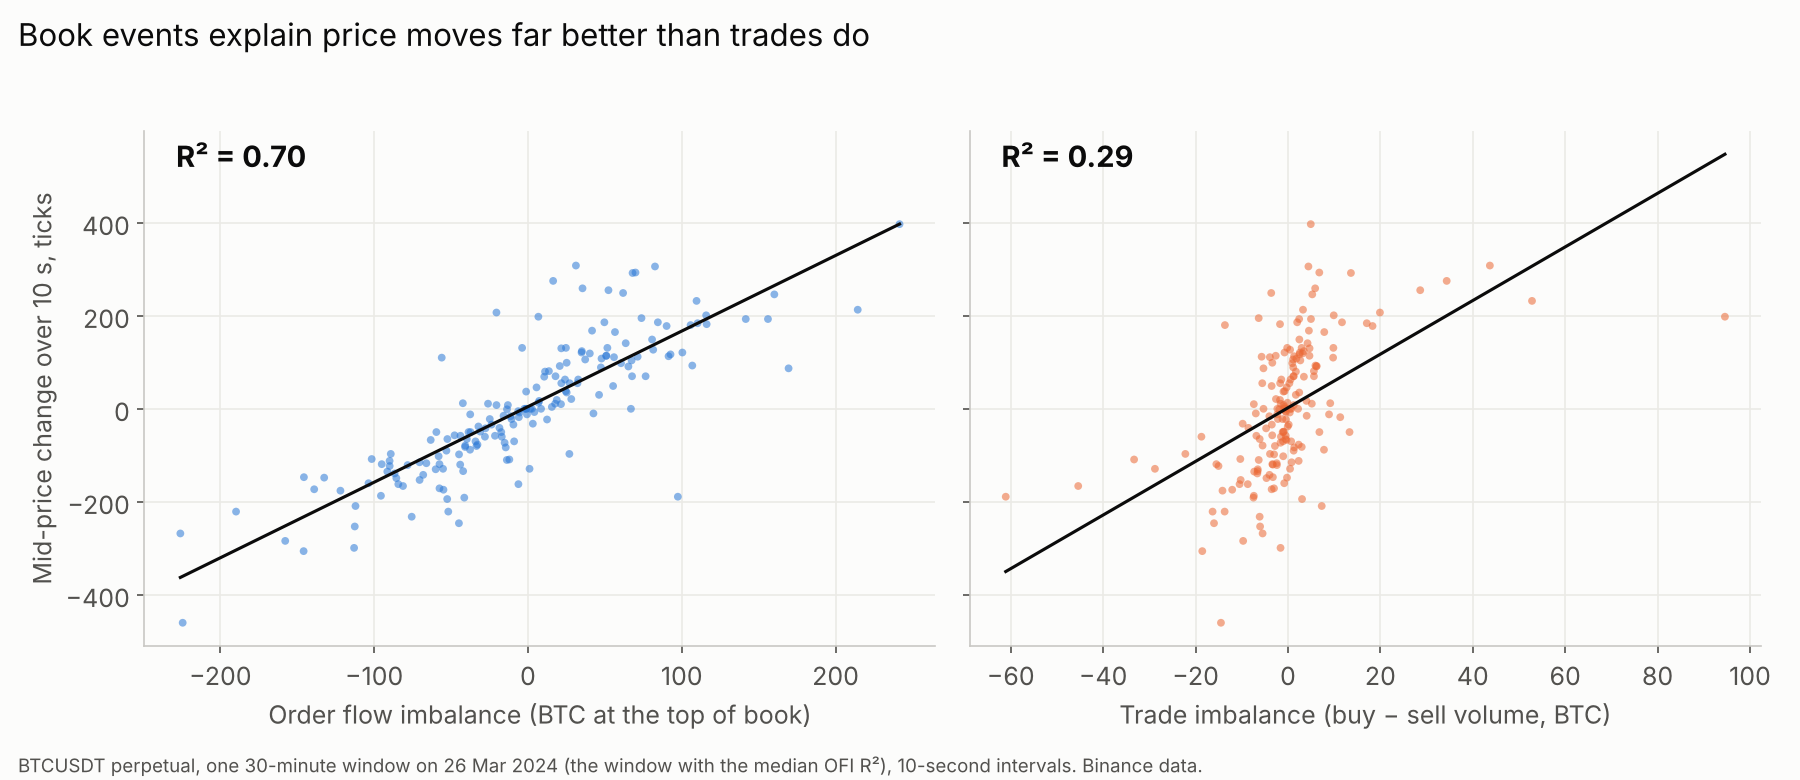 Book events explain price moves far better than trades do
R² = 0.70
R² = 0.29
Mid-price change over 10 s, ticks
400
200
0
−200
−400
−200 −100 0 100 200
−60 −40 −20 0 20 40 60 80 100
Order flow imbalance (BTC at the top of book)
Trade imbalance (buy − sell volume, BTC)
BTCUSDT perpetual, one 30-minute window on 26 Mar 2024 (the window with the median OFI R²), 10-second intervals. Binance data.